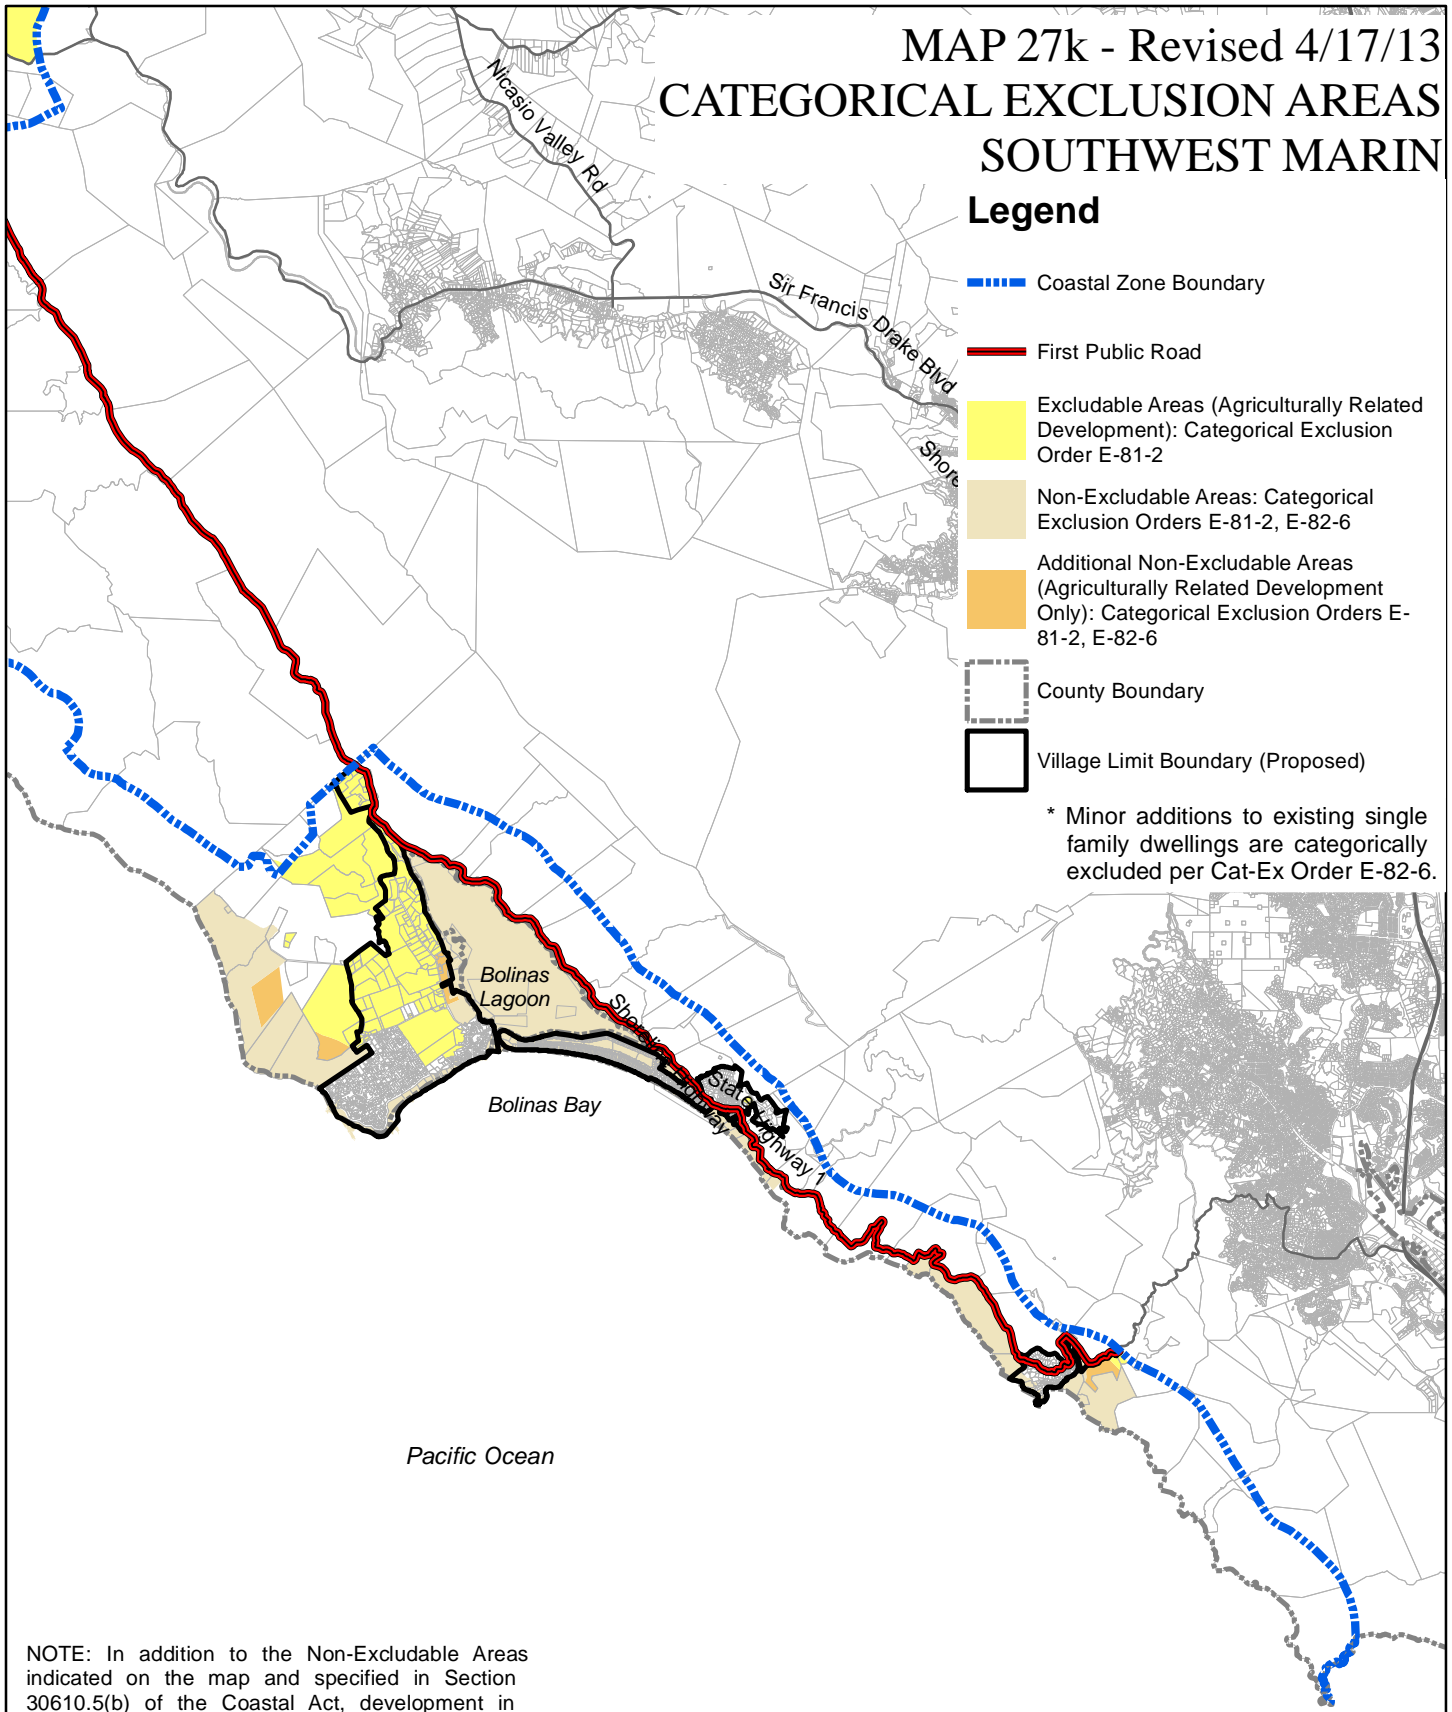 MAP 27k - Revised 4/17/13
CATEGORICAL EXCLUSION AREAS
SOUTHWEST MARIN
Legend
Coastal Zone Boundary
First Public Road
Excludable Areas (Agriculturally Related
Development): Categorical Exclusion
Order E-81-2
Non-Excludable Areas: Categorical
Exclusion Orders E-81-2, E-82-6
Additional Non-Excludable Areas
(Agriculturally Related Development
Only): Categorical Exclusion Orders E-
81-2, E-82-6
County Boundary
Village Limit Boundary (Proposed)
* Minor additions to existing single
family dwellings are categorically
excluded per Cat-Ex Order E-82-6.
Nicasio Valley Rd
Sir Francis Drake Blvd
Shore
Bolinas
Lagoon
Shoreline Highway
State Highway 1
Bolinas Bay
Pacific Ocean
NOTE: In addition to the Non-Excludable Areas
indicated on the map and specified in Section
30610.5(b) of the Coastal Act, development in